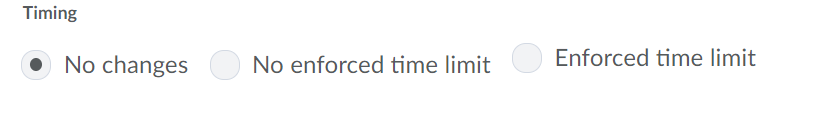 Timing
No changes No enforced time limit Enforced time limit